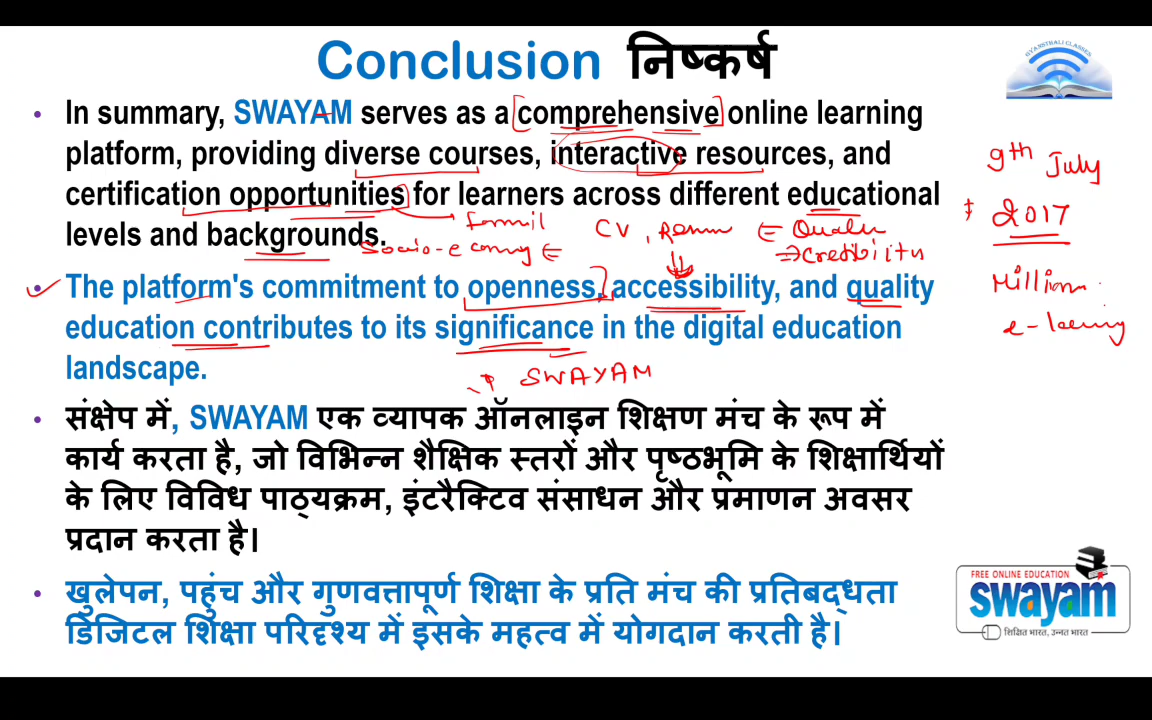 Conclusion निष्कर्ष
GYANSTHALI CLASSES
• In summary, SWAYAM serves as a comprehensive online learning
platform, providing diverse courses, interactive resources, and
certification opportunities for learners across different educational
levels and backgrounds.
9th July
2017
Million
CV,
SWAYAM
• The platform's commitment to openness, accessibility, and quality
education contributes to its significance in the digital education
landscape.
• संक्षेप में, SWAYAM एक व्यापक ऑनलाइन शिक्षण मंच के रूप में
कार्य करता है, जो विभिन्न शैक्षिक स्तरों और पृष्ठभूमि के शिक्षार्थियों
के लिए विविध पाठ्यक्रम, इंटरैक्टिव संसाधन और प्रमाणन अवसर
प्रदान करता है।
• खुलेपन, पहुंच और गुणवत्तापूर्ण शिक्षा के प्रति मंच की प्रतिबद्धता
डिजिटल शिक्षा परिदृश्य में इसके महत्व में योगदान करती है।
FREE ONLINE EDUCATION
swayam
शिक्षित भारत, उन्नत भारत